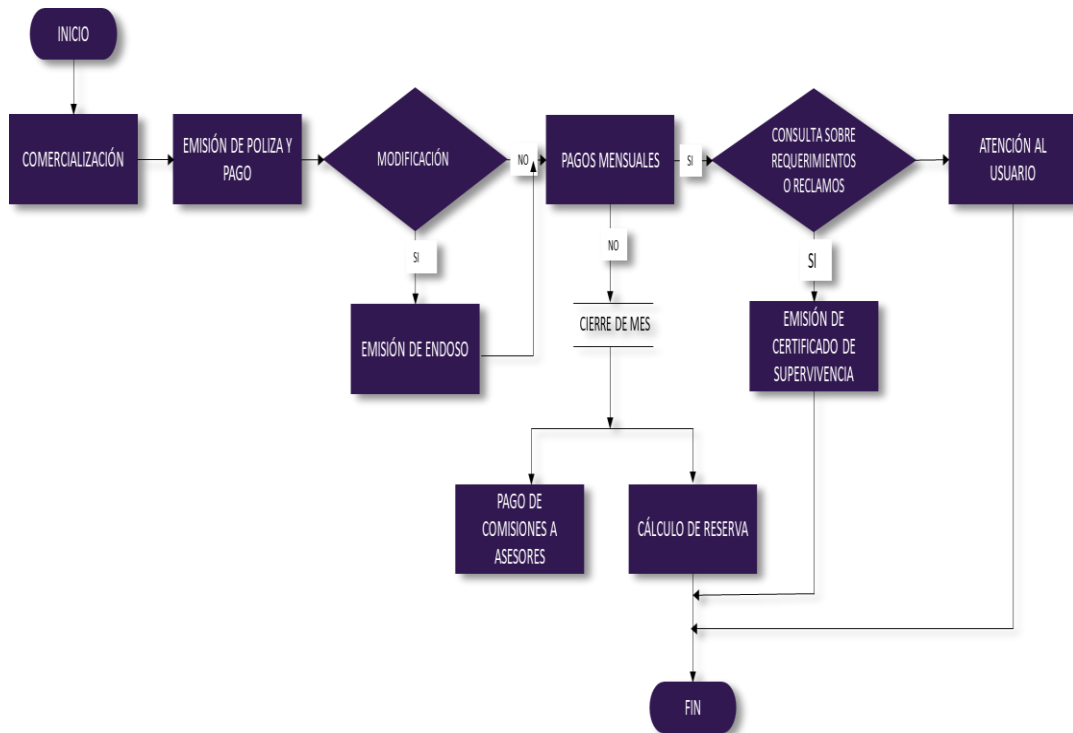 INICIO
COMERCIALIZACIÓN
EMISIÓN DE POLIZA Y
PAGO
MODIFICACIÓN
NO
PAGOS MENSUALES
SI
CONSULTA SOBRE
REQUERIMIENTOS
O RECLAMOS
ATENCIÓN AL
USUARIO
SI
NO
SI
EMISIÓN DE ENDOSO
CIERRE DE MES
EMISIÓN DE
CERTIFICADO DE
SUPERVIVENCIA
PAGO DE
COMISIONES A
ASESORES
CÁLCULO DE RESERVA
FIN